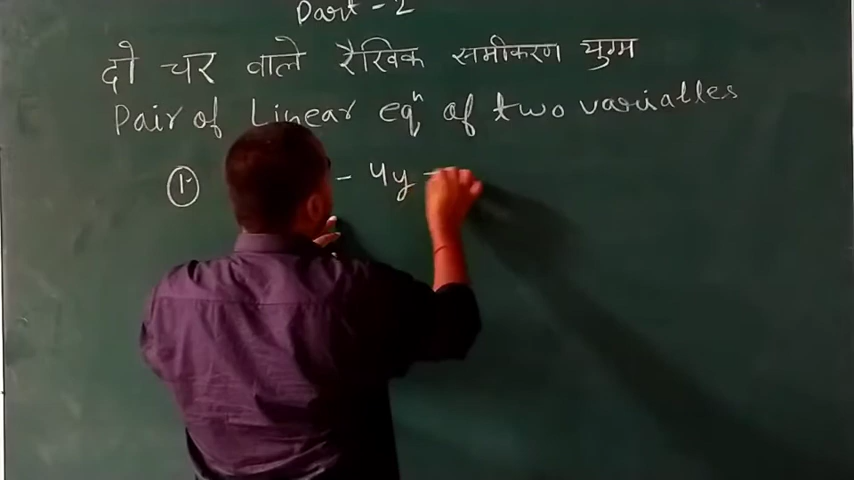 Part-2
दो चर वाले रैखिक समीकरण युग्म
Pair of Linear eqⁿ of two variables
① - 4y -